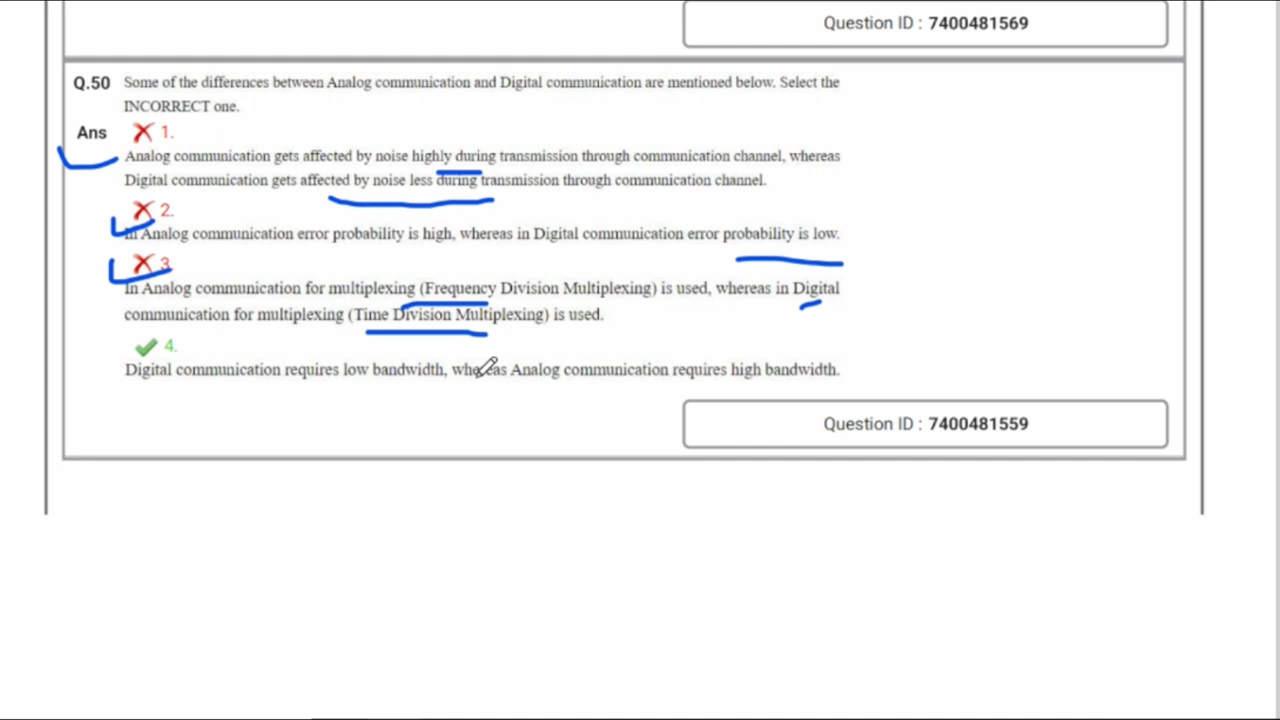 Question ID : 7400481569
Q.50 Some of the differences between Analog communication and Digital communication are mentioned below. Select the
INCORRECT one.
Ans 1.
Analog communication gets affected by noise highly during transmission through communication channel, whereas
Digital communication gets affected by noise less during transmission through communication channel.
2.
In Analog communication error probability is high, whereas in Digital communication error probability is low.
3.
In Analog communication for multiplexing (Frequency Division Multiplexing) is used, whereas in Digital
communication for multiplexing (Time Division Multiplexing) is used.
4.
Digital communication requires low bandwidth, whereas Analog communication requires high bandwidth.
Question ID : 7400481559